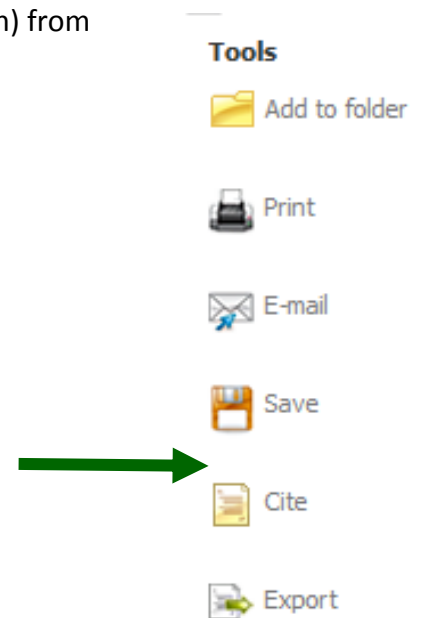 ) from
Tools
Add to folder
Print
E-mail
Save
Cite
Export